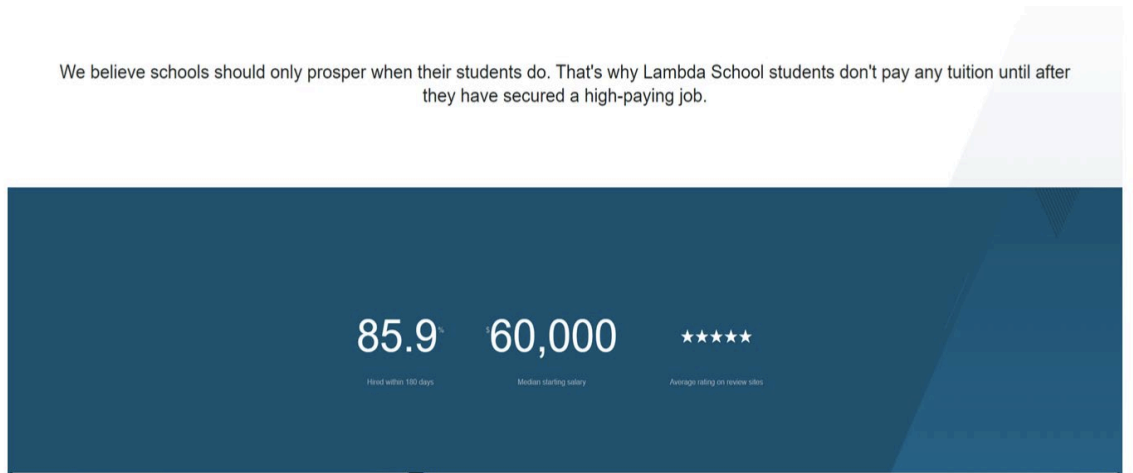 We believe schools should only prosper when their students do. That's why Lambda School students don't pay any tuition until after
they have secured a high-paying job.
85.9% $60,000 ★★★★★
Hired within 180 days Median starting salary Average rating on review sites